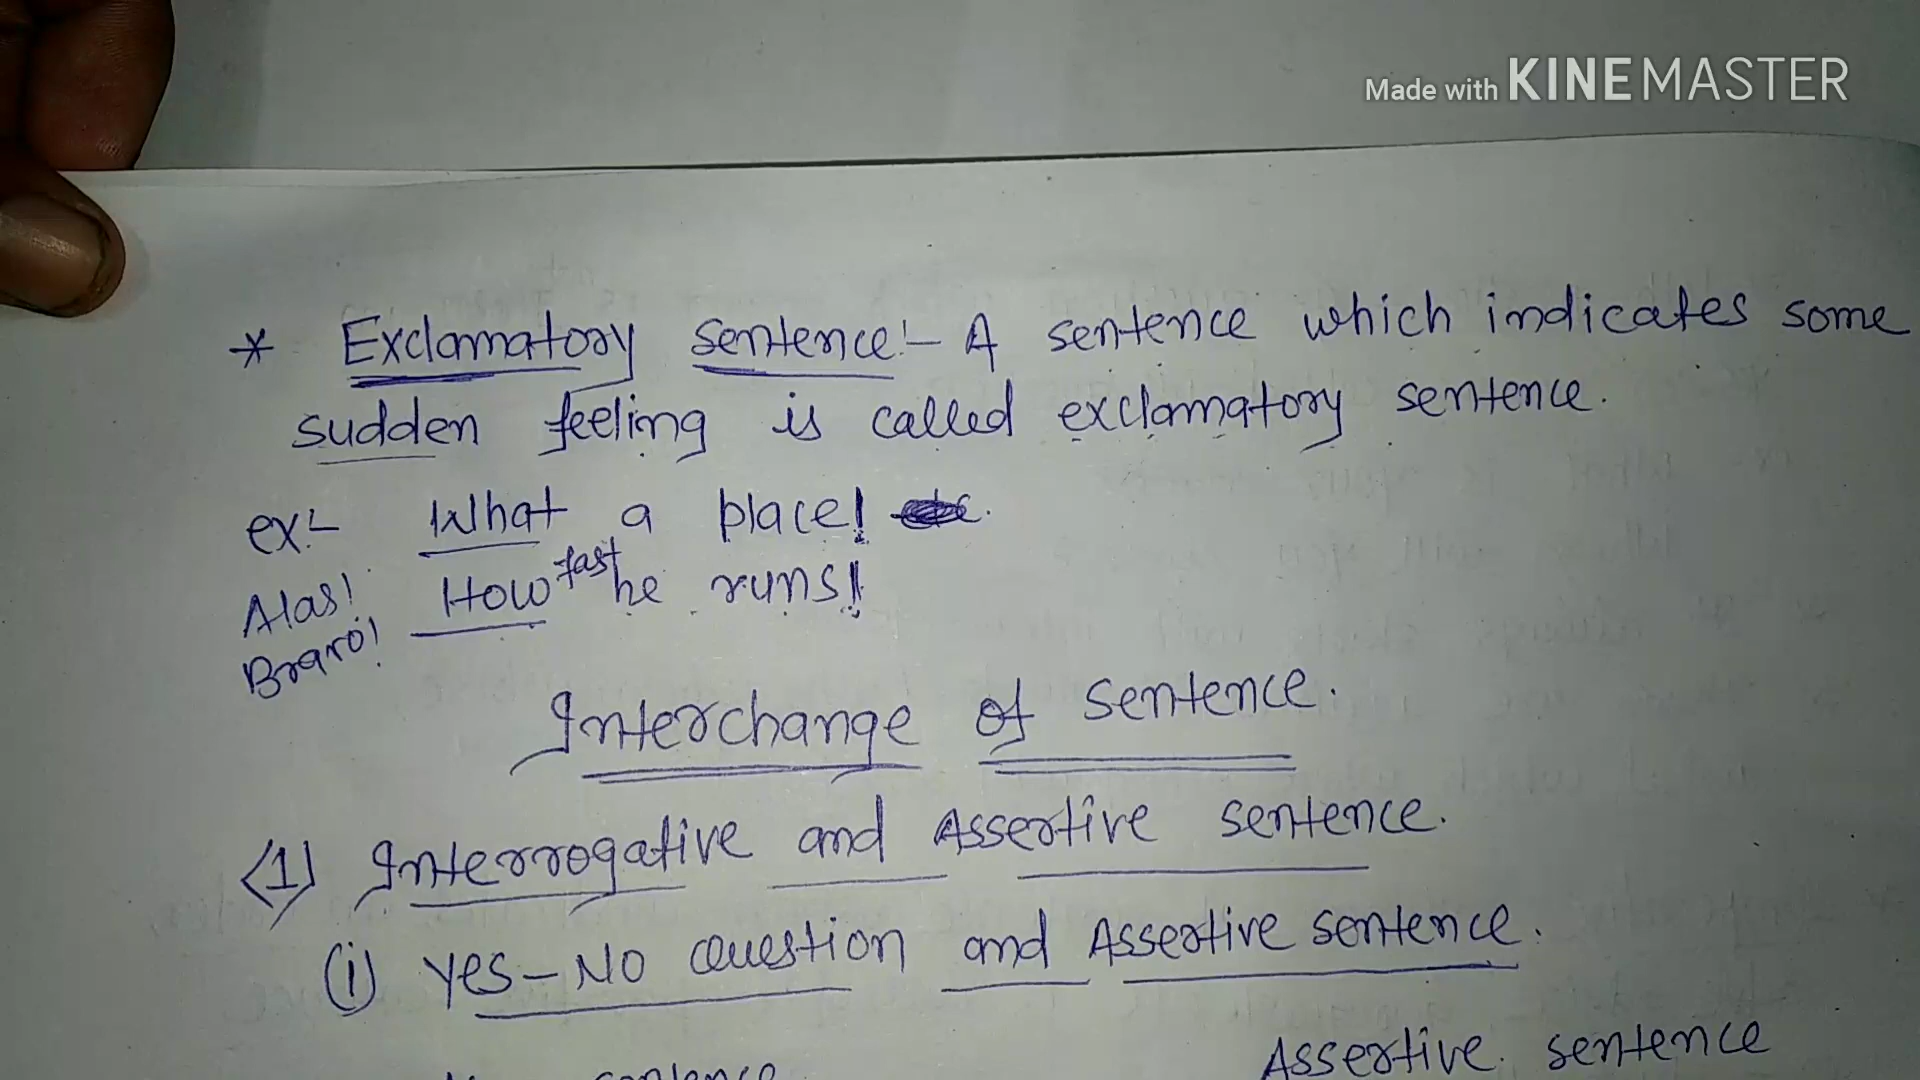 Made with KINEMASTER
* Exclamatory sentence:- A sentence which indicates some
sudden feeling is called exclamatory sentence.
ex:- What a place!
Alas! How fast he runs!
Bravo!
Interchange of sentence.
(1) Interrogative and Assertive sentence.
(i) Yes-No Question and Assertive sentence.
Assertive sentence